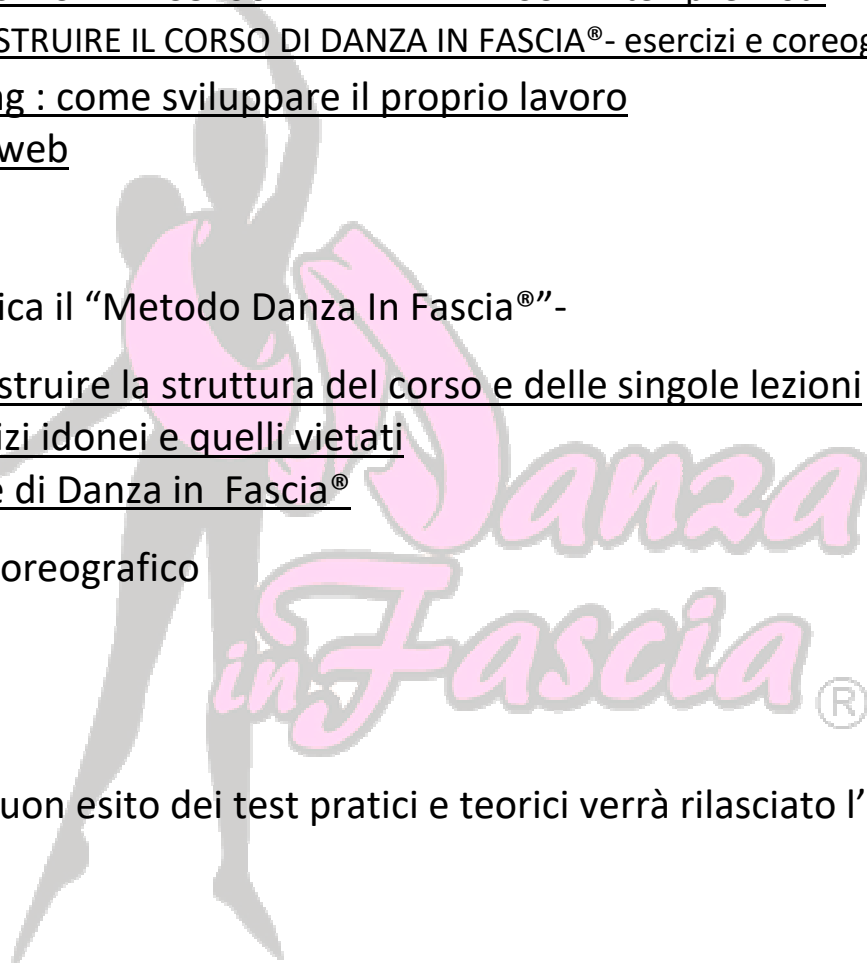 STRUIRE IL CORSO DI DANZA IN FASCIA®- esercizi e coreog
ng : come sviluppare il proprio lavoro
web
ica il “Metodo Danza In Fascia®”-
struire la struttura del corso e delle singole lezioni
izi idonei e quelli vietati
e di Danza in  Fascia®
oreografico
Danza
in Fascia ®
uon esito dei test pratici e teorici verrà rilasciato l’